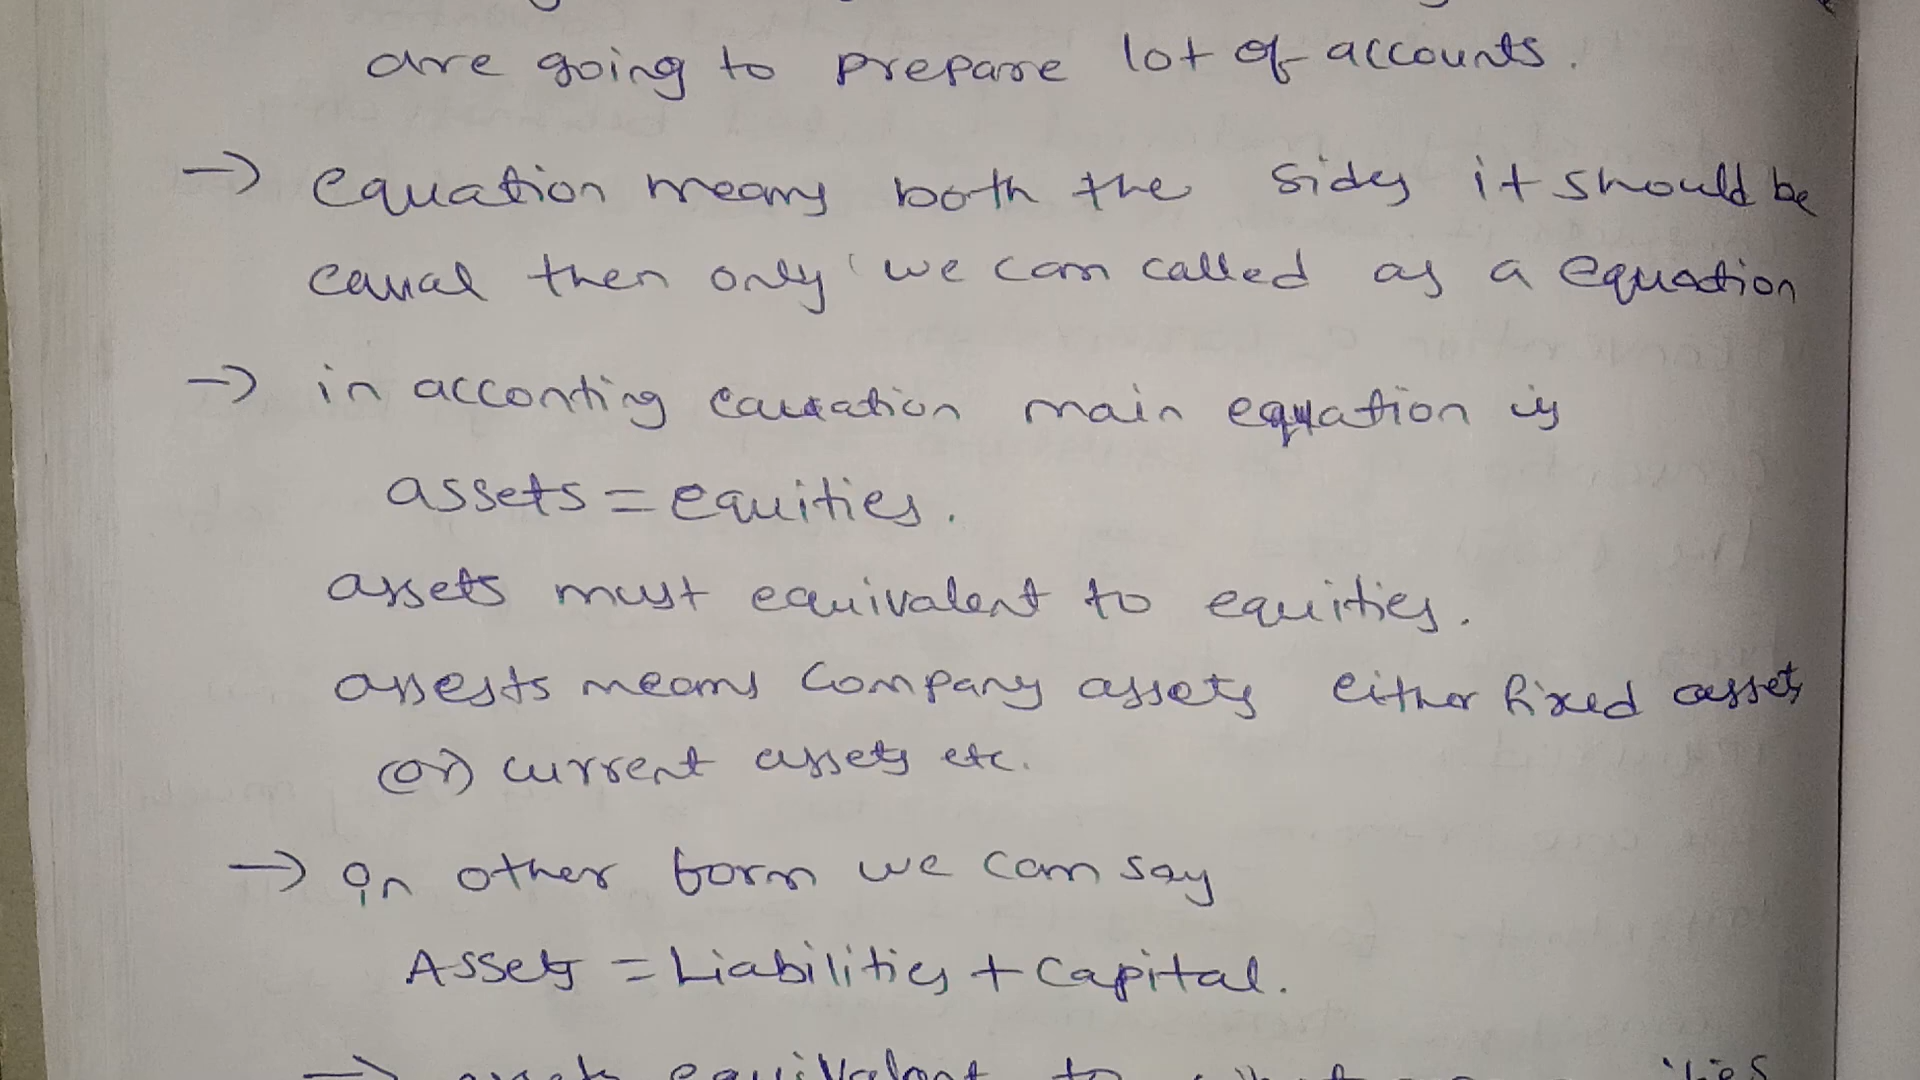 are going to prepare lot of accounts.
→ equation means both the sides it should be
equal then only we can called as a equation
→ in acconting equation main equation is
assets = equities.
assets must equivalent to equities.
assests means Company assets either fixed assets
(or) current assets etc.
→ In other form we can say
Assets = Liabilities + Capital.
→ equivalent to